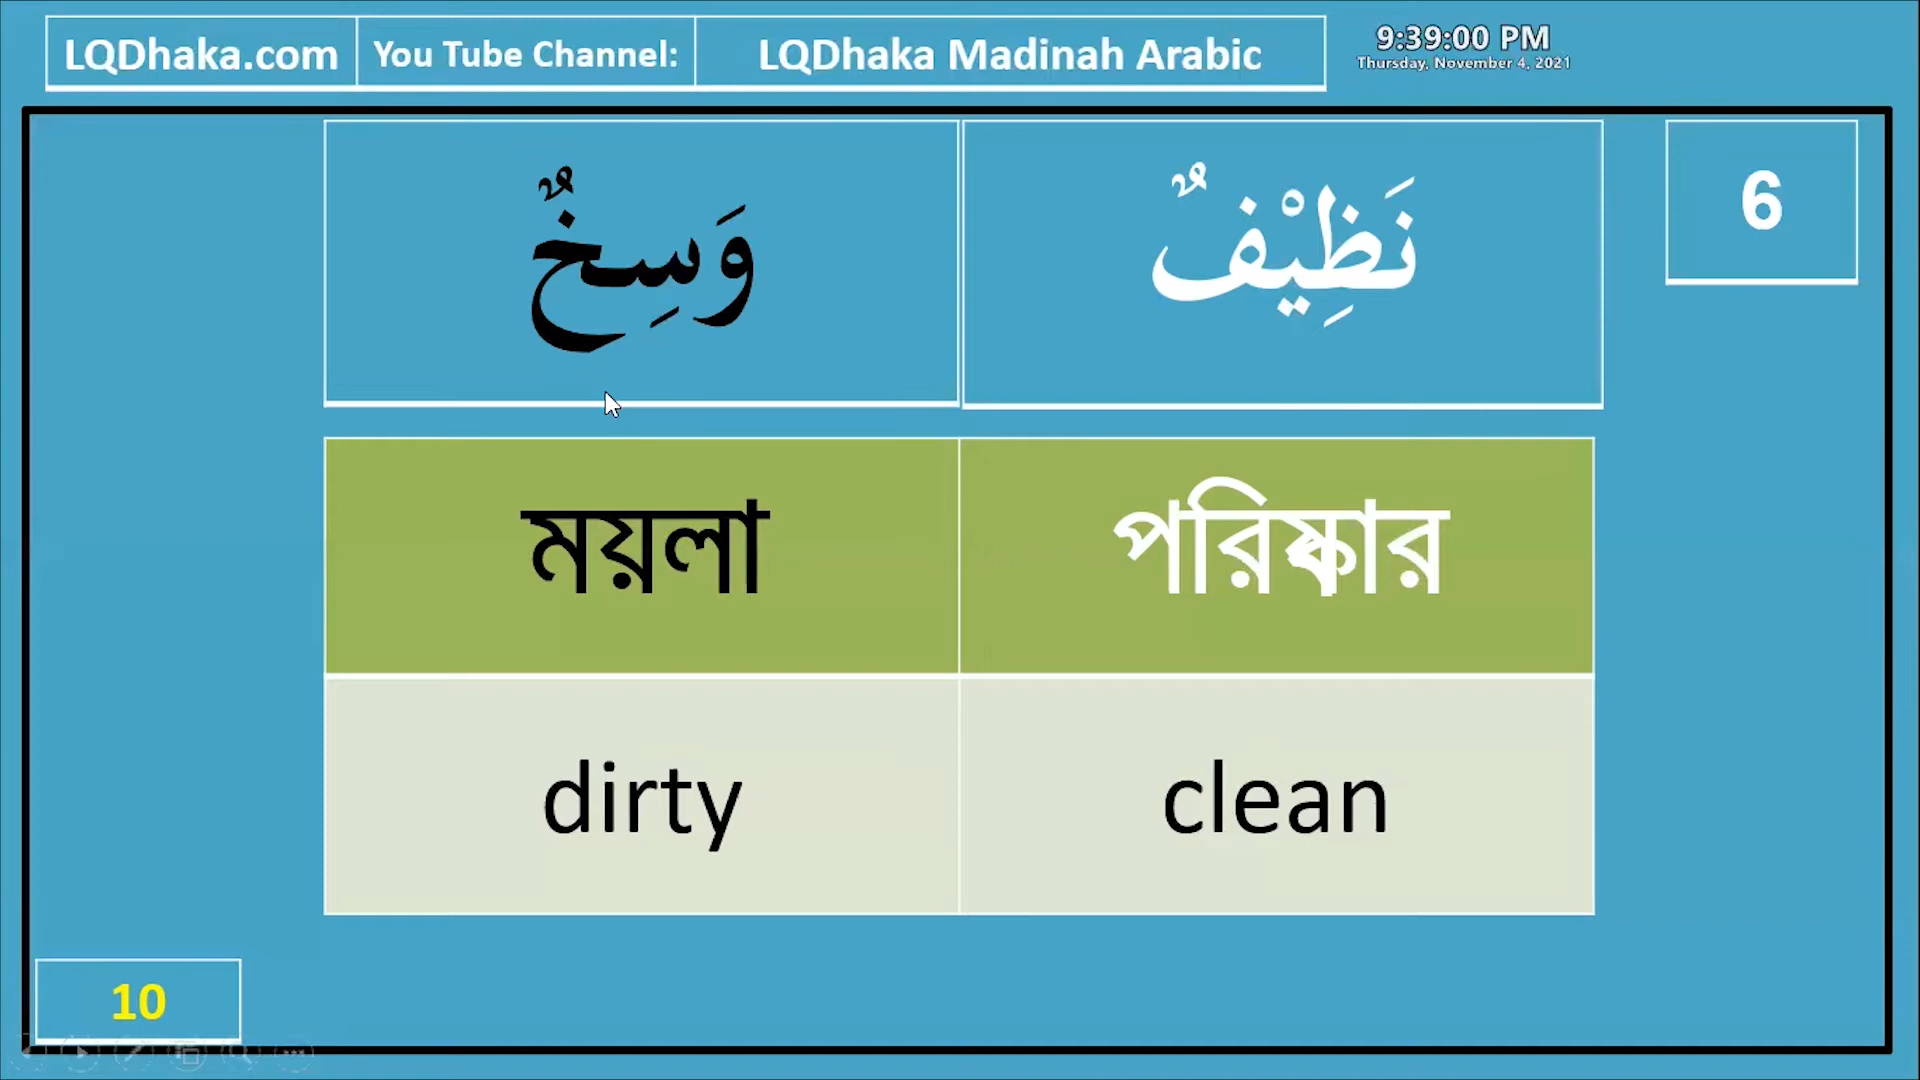 LQDhaka.com You Tube Channel: LQDhaka Madinah Arabic
9:39:00 PM
Thursday, November 4, 2021
6
نَظِيْفٌ وَسِخٌ
ময়লা পরিষ্কার
dirty clean
10